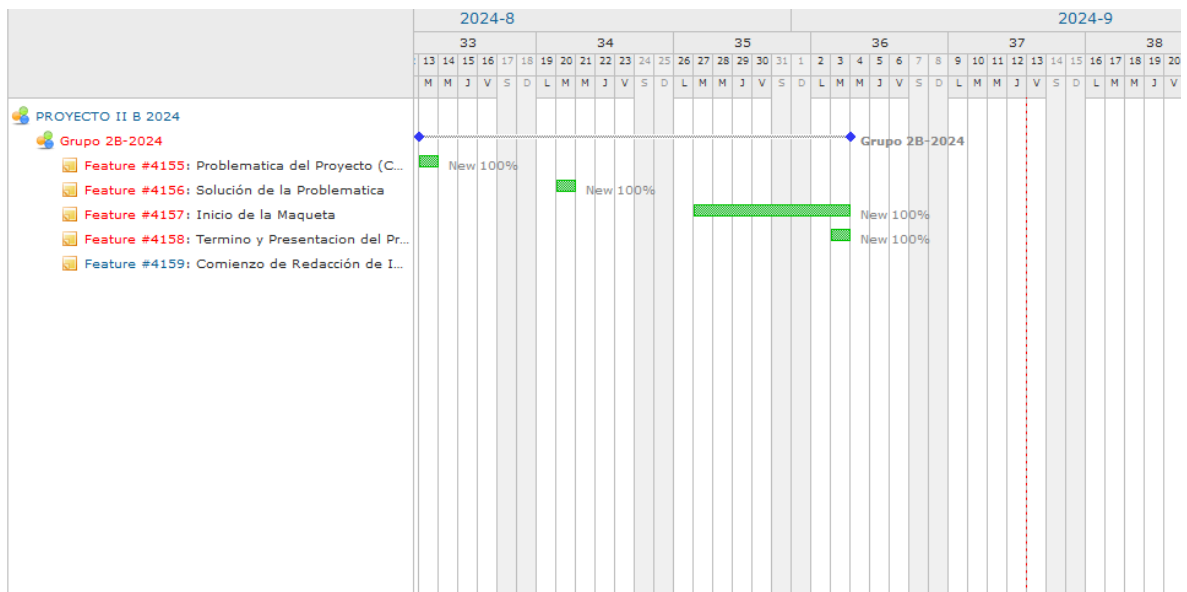 2024-8 2024-9
33 34 35 36 37 38
13 14 15 16 17 18 19 20 21 22 23 24 25 26 27 28 29 30 31 1 2 3 4 5 6 7 8 9 10 11 12 13 14 15 16 17 18 19 20
M M J V S D L M M J V S D L M M J V S D L M M J V S D L M M J V S D L M M J V
PROYECTO II B 2024
Grupo 2B-2024 Grupo 2B-2024
Feature #4155: Problematica del Proyecto (C... New 100%
Feature #4156: Solución de la Problematica New 100%
Feature #4157: Inicio de la Maqueta New 100%
Feature #4158: Termino y Presentacion del Pr... New 100%
Feature #4159: Comienzo de Redacción de I...